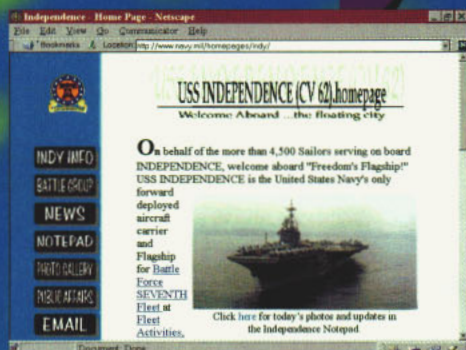 Independence - Home Page - Netscape
File Edit View Go Communicator Help
Bookmarks Location: http://www.navy.mil/homepages/indy/
USS INDEPENDENCE (CV 62) homepage
Welcome Aboard ...the floating city
INDY INFO
BATTLE GROUP
NEWS
NOTEPAD
PHOTO GALLERY
PUBLIC AFFAIRS
EMAIL
On behalf of the more than 4,500 Sailors serving on board
INDEPENDENCE, welcome aboard "Freedom's Flagship!"
USS INDEPENDENCE is the United States Navy's only
forward
deployed
aircraft
carrier
and
Flagship
for Battle
Force
SEVENTH
Fleet at
Fleet
Activities,
Click here for today's photos and updates in
the Independence Notepad
Document: Done